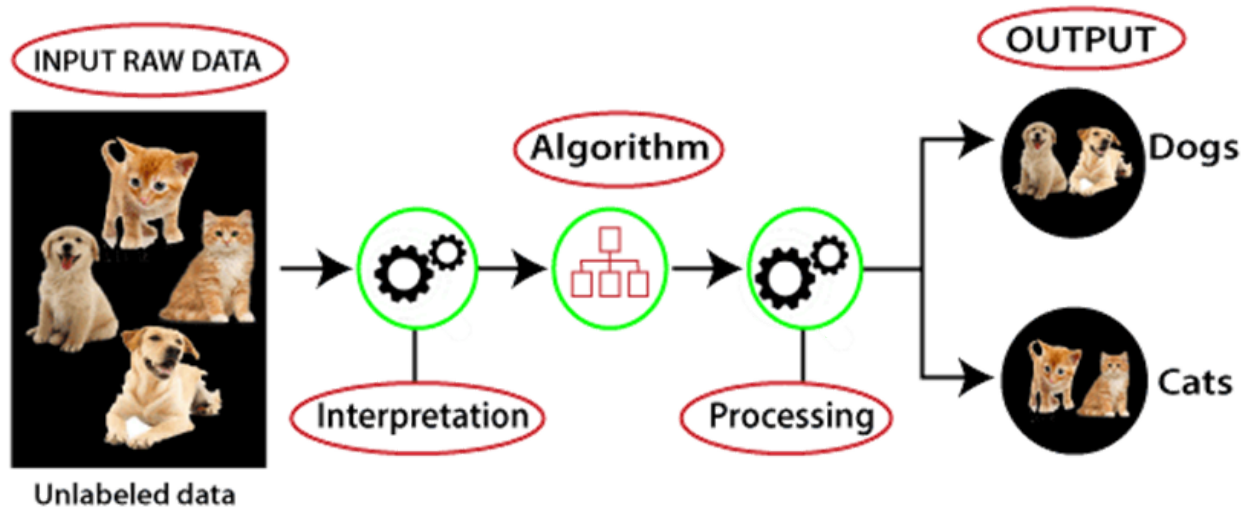 INPUT RAW DATA
Unlabeled data
Interpretation
Algorithm
Processing
OUTPUT
Dogs
Cats